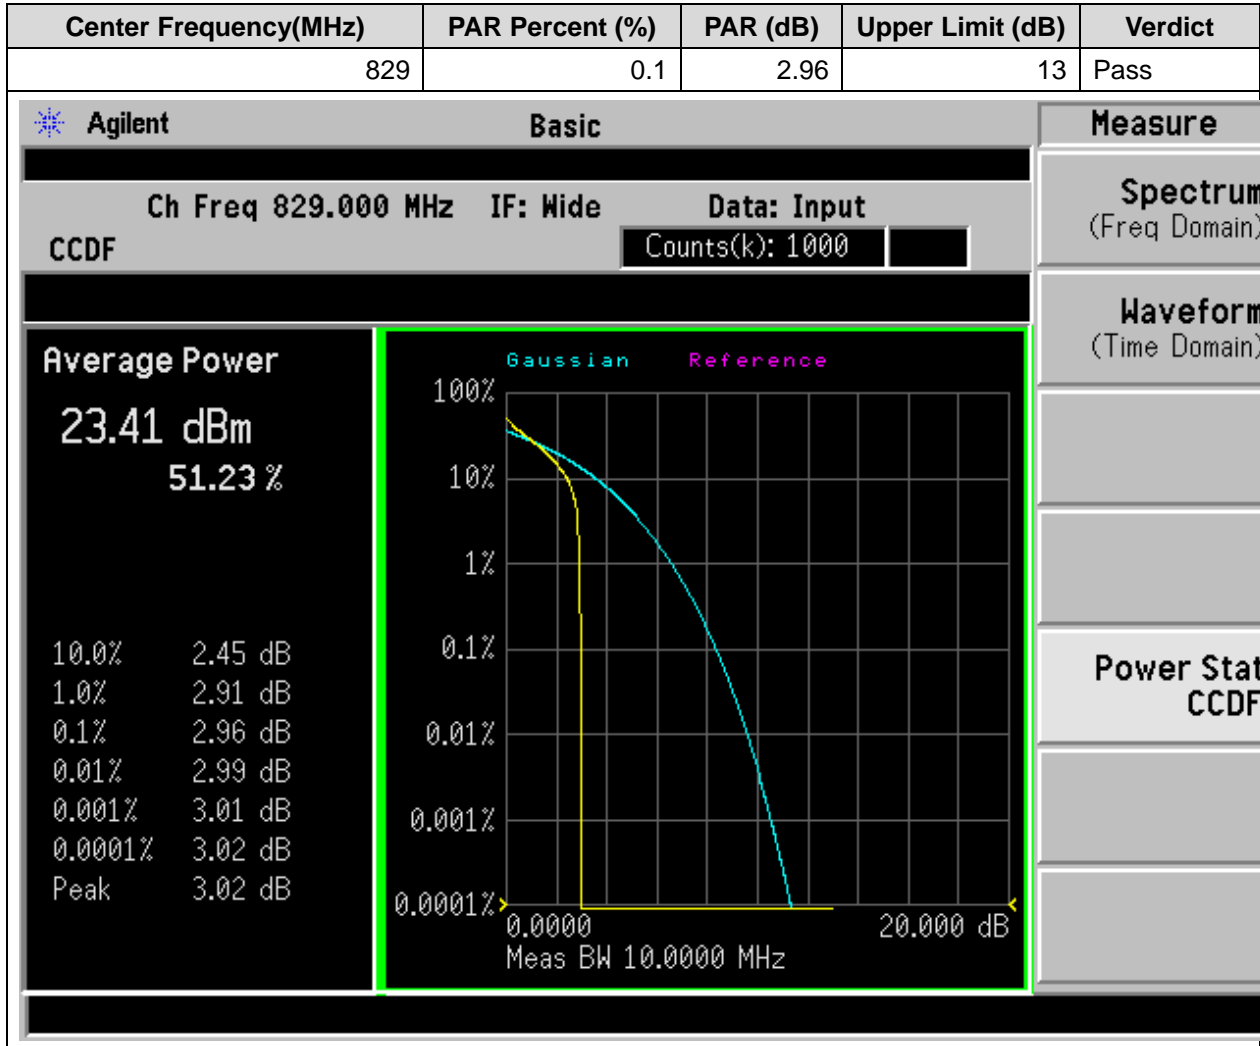 Center Frequency(MHz) PAR Percent (%) PAR (dB) Upper Limit (dB) Verdict
829 0.1 2.96 13 Pass
Agilent Basic Measure
Ch Freq 829.000 MHz IF: Wide Data: Input
CCDF Counts(k): 1000
Spectrum
(Freq Domain)
Waveform
(Time Domain)
Power Stat
CCDF
Average Power
23.41 dBm
51.23 %
10.0% 2.45 dB
1.0% 2.91 dB
0.1% 2.96 dB
0.01% 2.99 dB
0.001% 3.01 dB
0.0001% 3.02 dB
Peak 3.02 dB
Gaussian Reference
100%
10%
1%
0.1%
0.01%
0.001%
0.0001%
0.0000 20.000 dB
Meas BW 10.0000 MHz